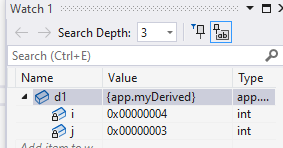 Watch 1
Search Depth: 3
Search (Ctrl+E)
Name Value Type
d1 {app.myDerived} app....
i 0x00000004 int
j 0x00000003 int
Add item to w